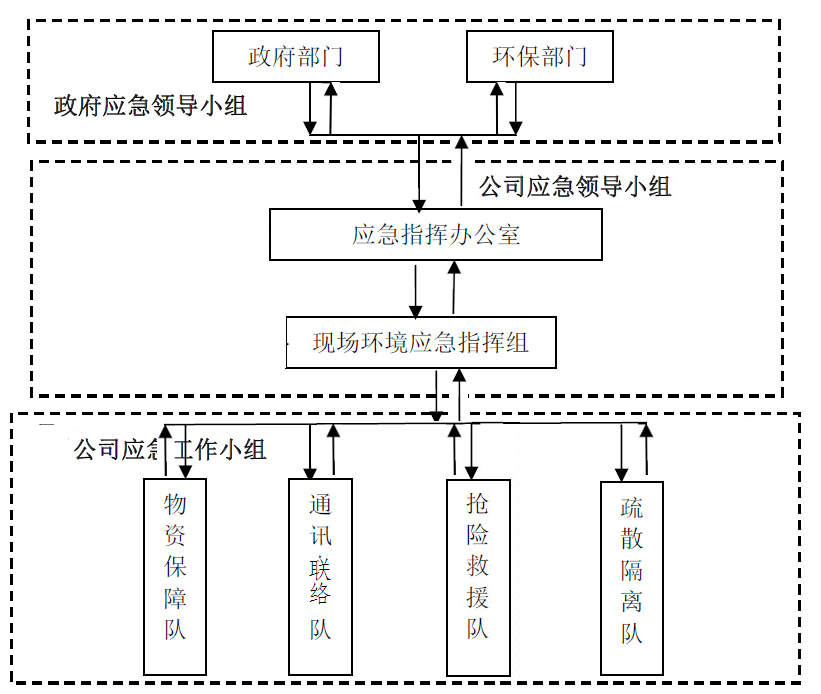 政府部门
环保部门
政府应急领导小组
公司应急领导小组
应急指挥办公室
现场环境应急指挥组
公司应急工作小组
物资保障队
通讯联络队
抢险救援队
疏散隔离队